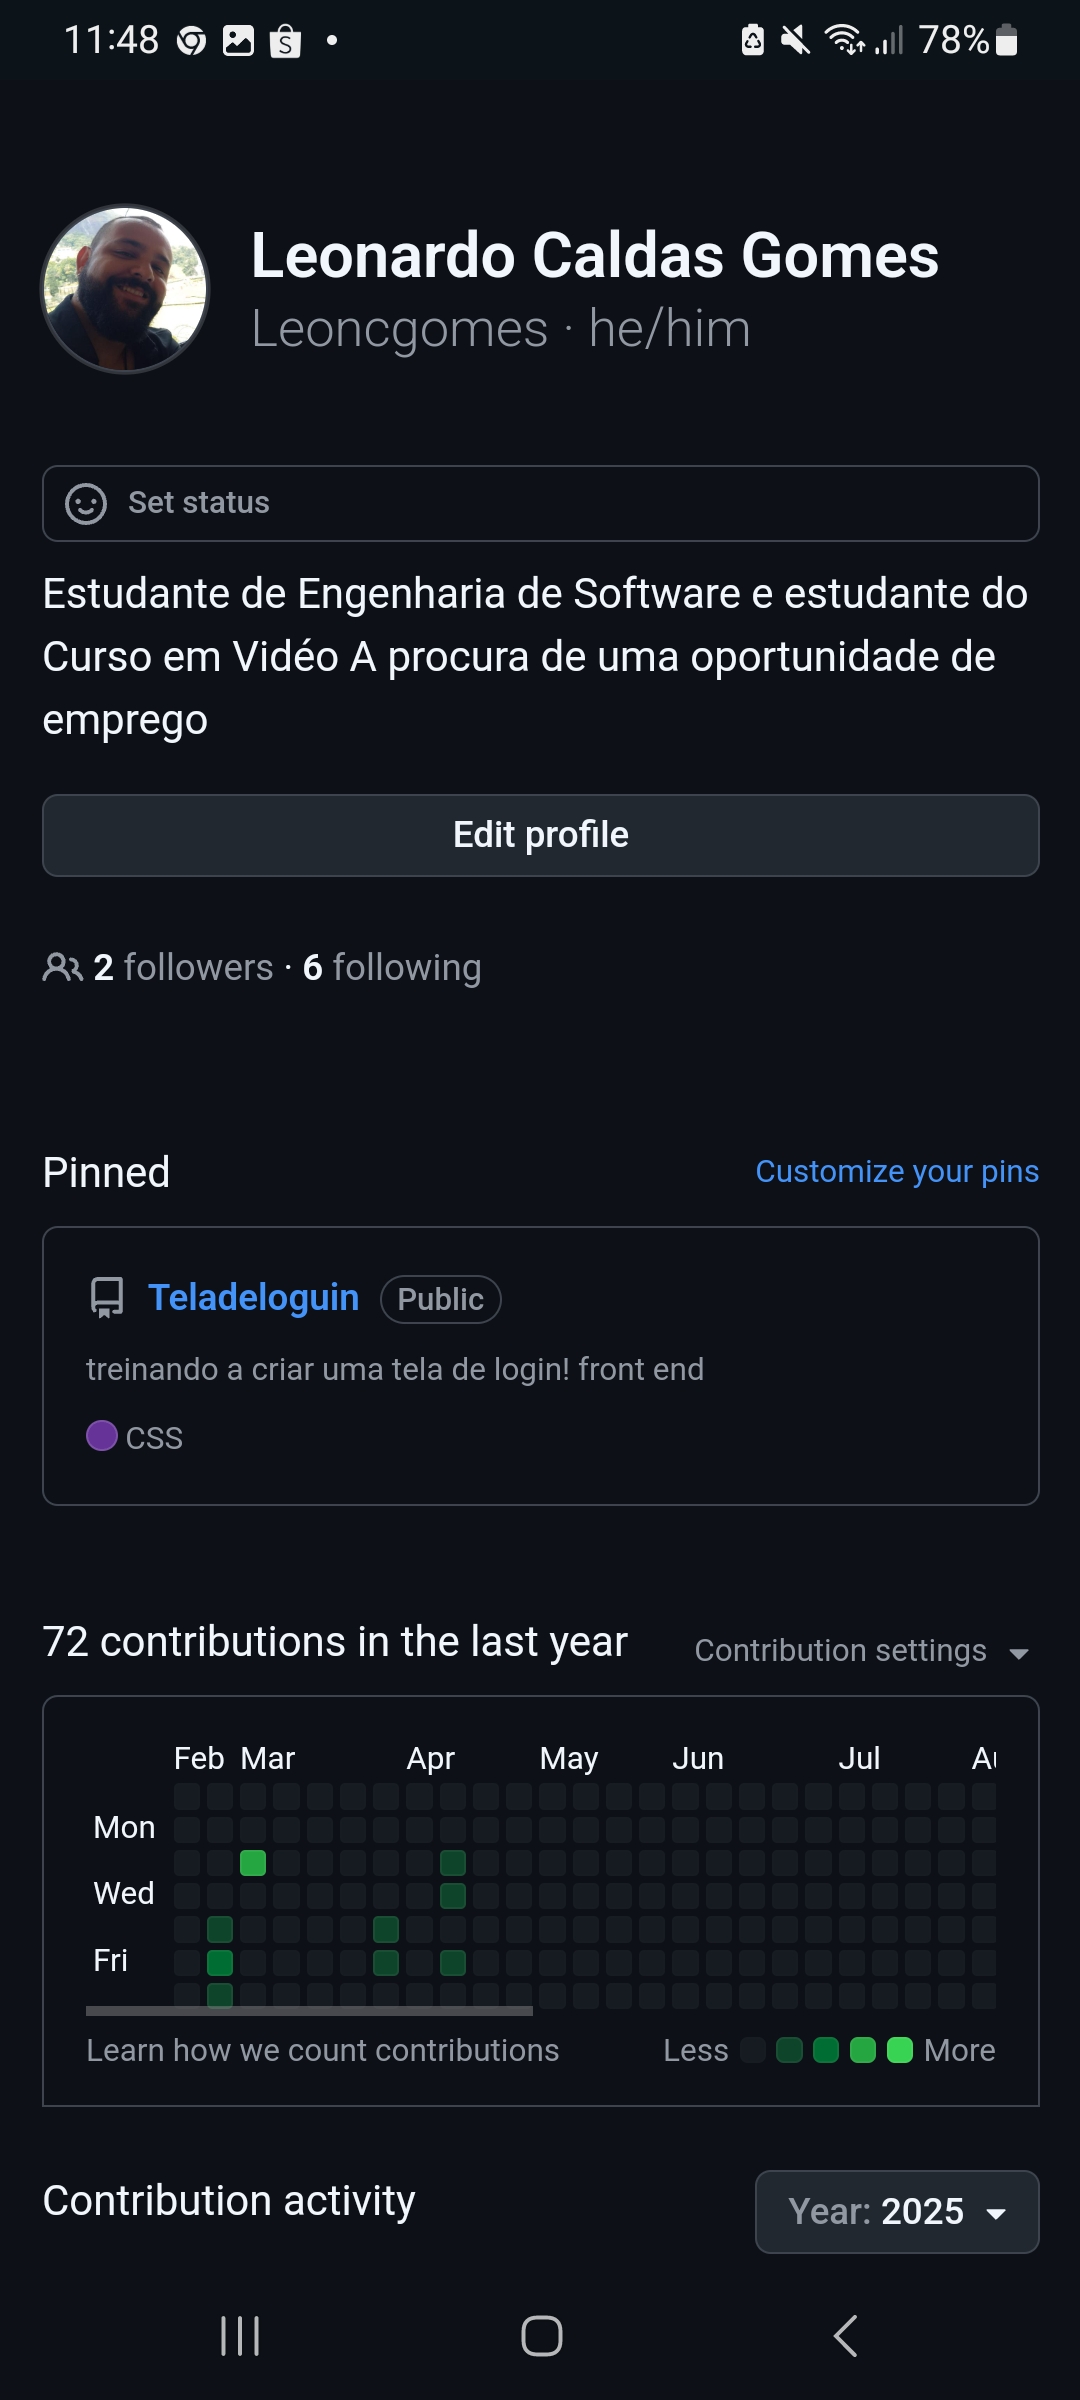 11:48
78%
Leonardo Caldas Gomes
Leoncgomes · he/him
Set status
Estudante de Engenharia de Software e estudante do
Curso em Vidéo A procura de uma oportunidade de
emprego
Edit profile
2 followers · 6 following
Pinned
Customize your pins
Teladeloguin Public
treinando a criar uma tela de login! front end
CSS
72 contributions in the last year
Contribution settings
Feb Mar Apr May Jun Jul Au
Mon
Wed
Fri
Learn how we count contributions
Less More
Contribution activity
Year: 2025